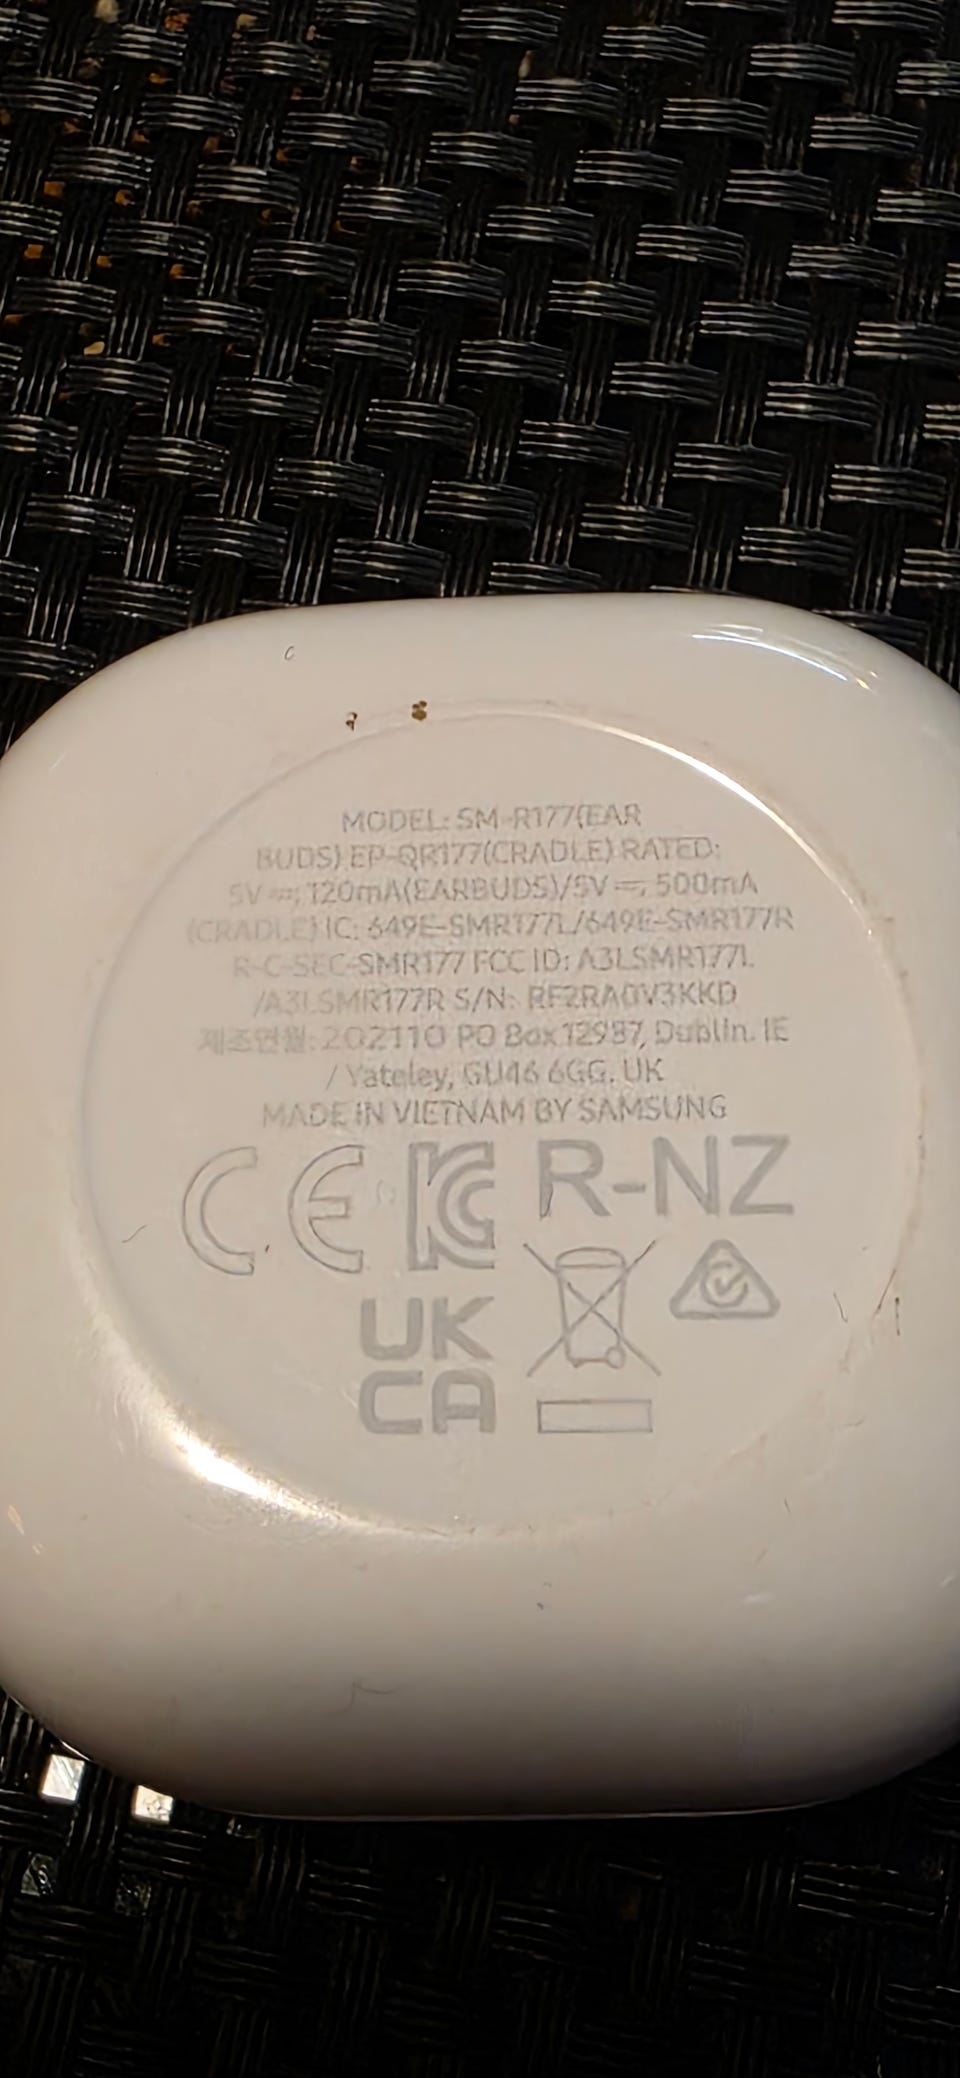 MODEL: SM-R177(EAR
BUDS) EP-QR177(CRADLE) RATED:
5V ⎓; 120mA(EARBUDS)/5V ⎓; 500mA
(CRADLE) IC: 649E-SMR177L/649E-SMR177R
R-C-SEC-SMR177 FCC ID: A3LSMR177L
/A3LSMR177R S/N: RF2RA0V3KKD
제조연월: 202110 PO Box 12987, Dublin. IE
/ Yateley, GU46 6GG. UK
MADE IN VIETNAM BY SAMSUNG
CE KC R-NZ
UK
CA